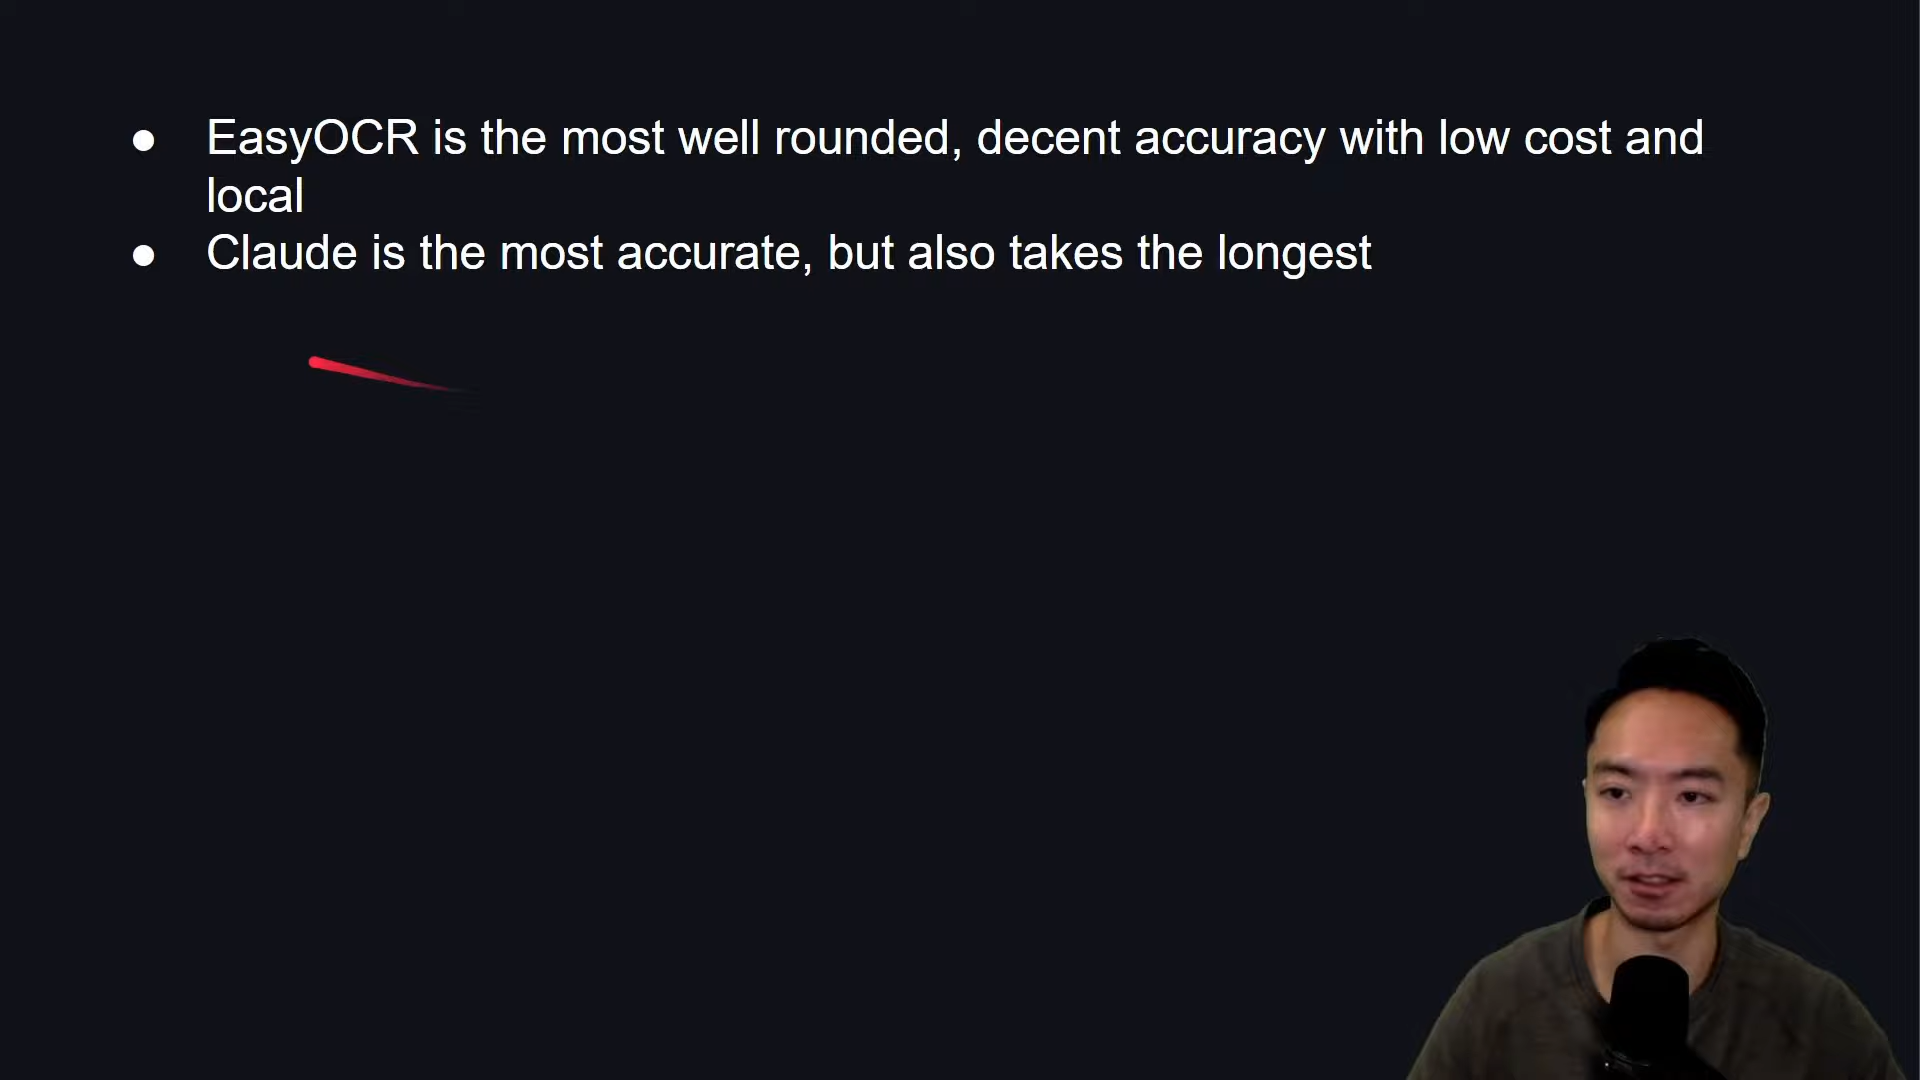 ● EasyOCR is the most well rounded, decent accuracy with low cost and
local
● Claude is the most accurate, but also takes the longest